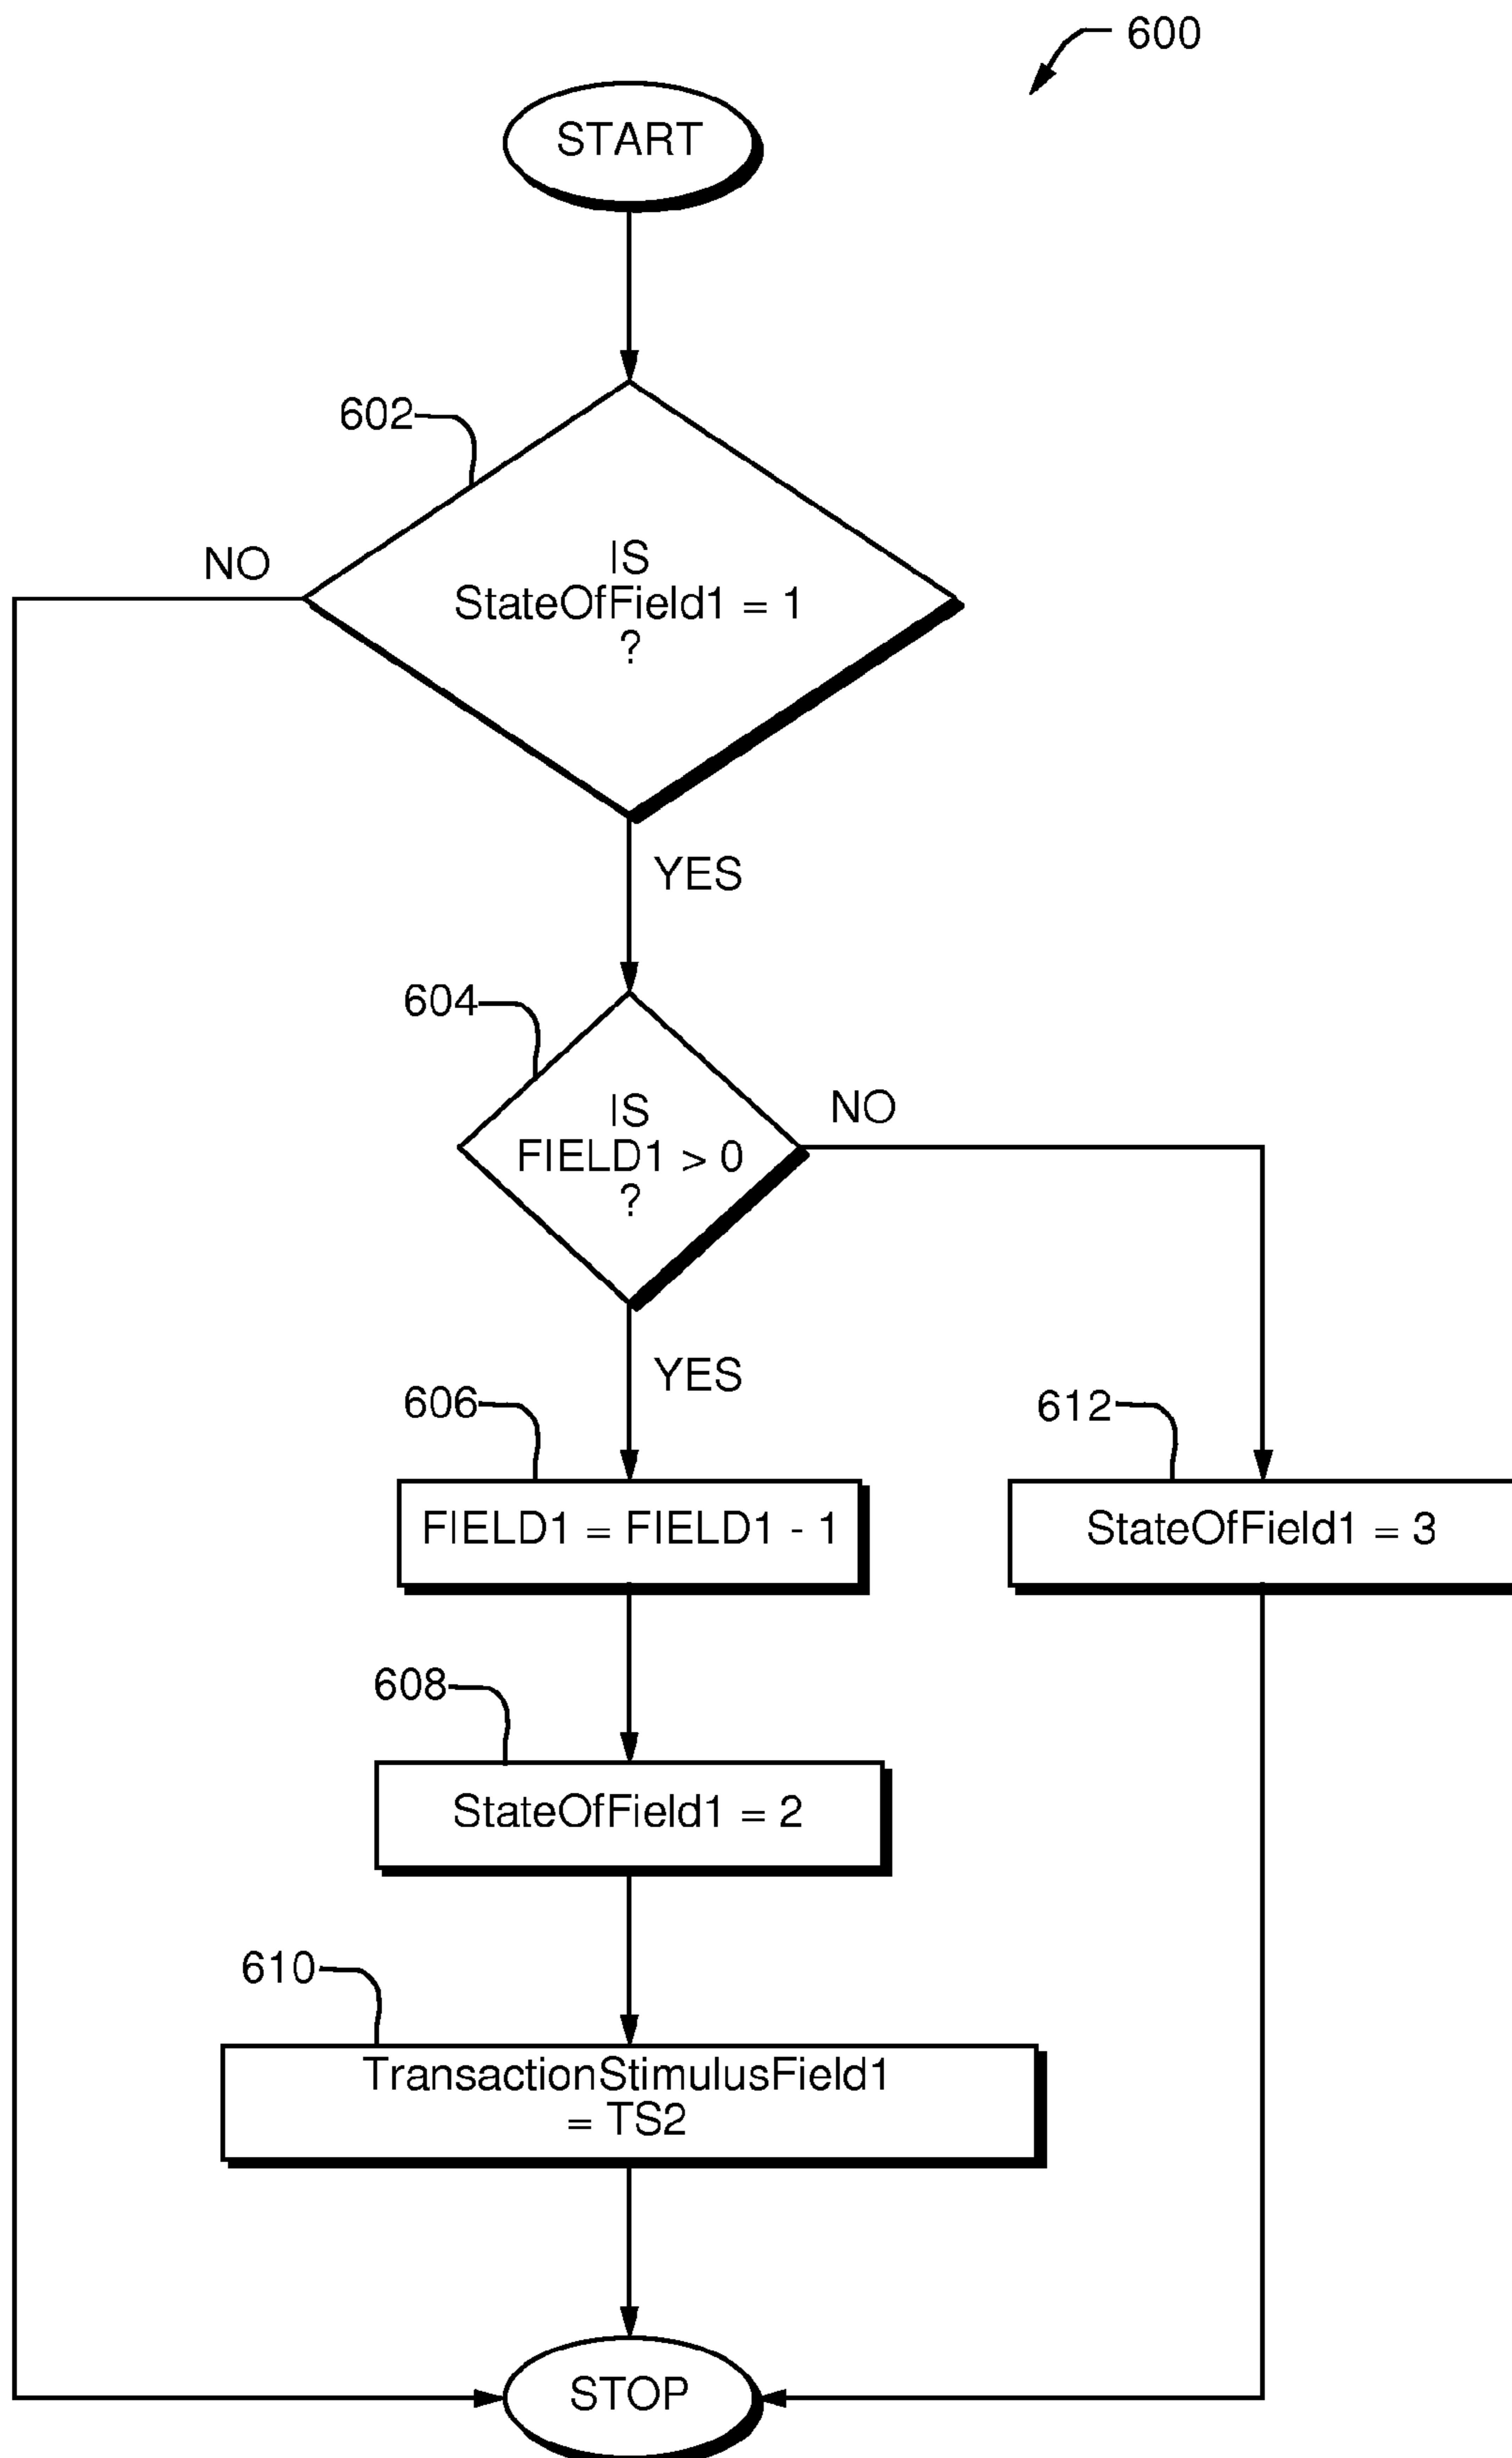 600
START
602
NO
IS
StateOfField1 = 1
?
YES
604
IS
FIELD1 > 0
?
NO
YES
606
612
FIELD1 = FIELD1 - 1
StateOfField1 = 3
608
StateOfField1 = 2
610
TransactionStimulusField1
= TS2
STOP